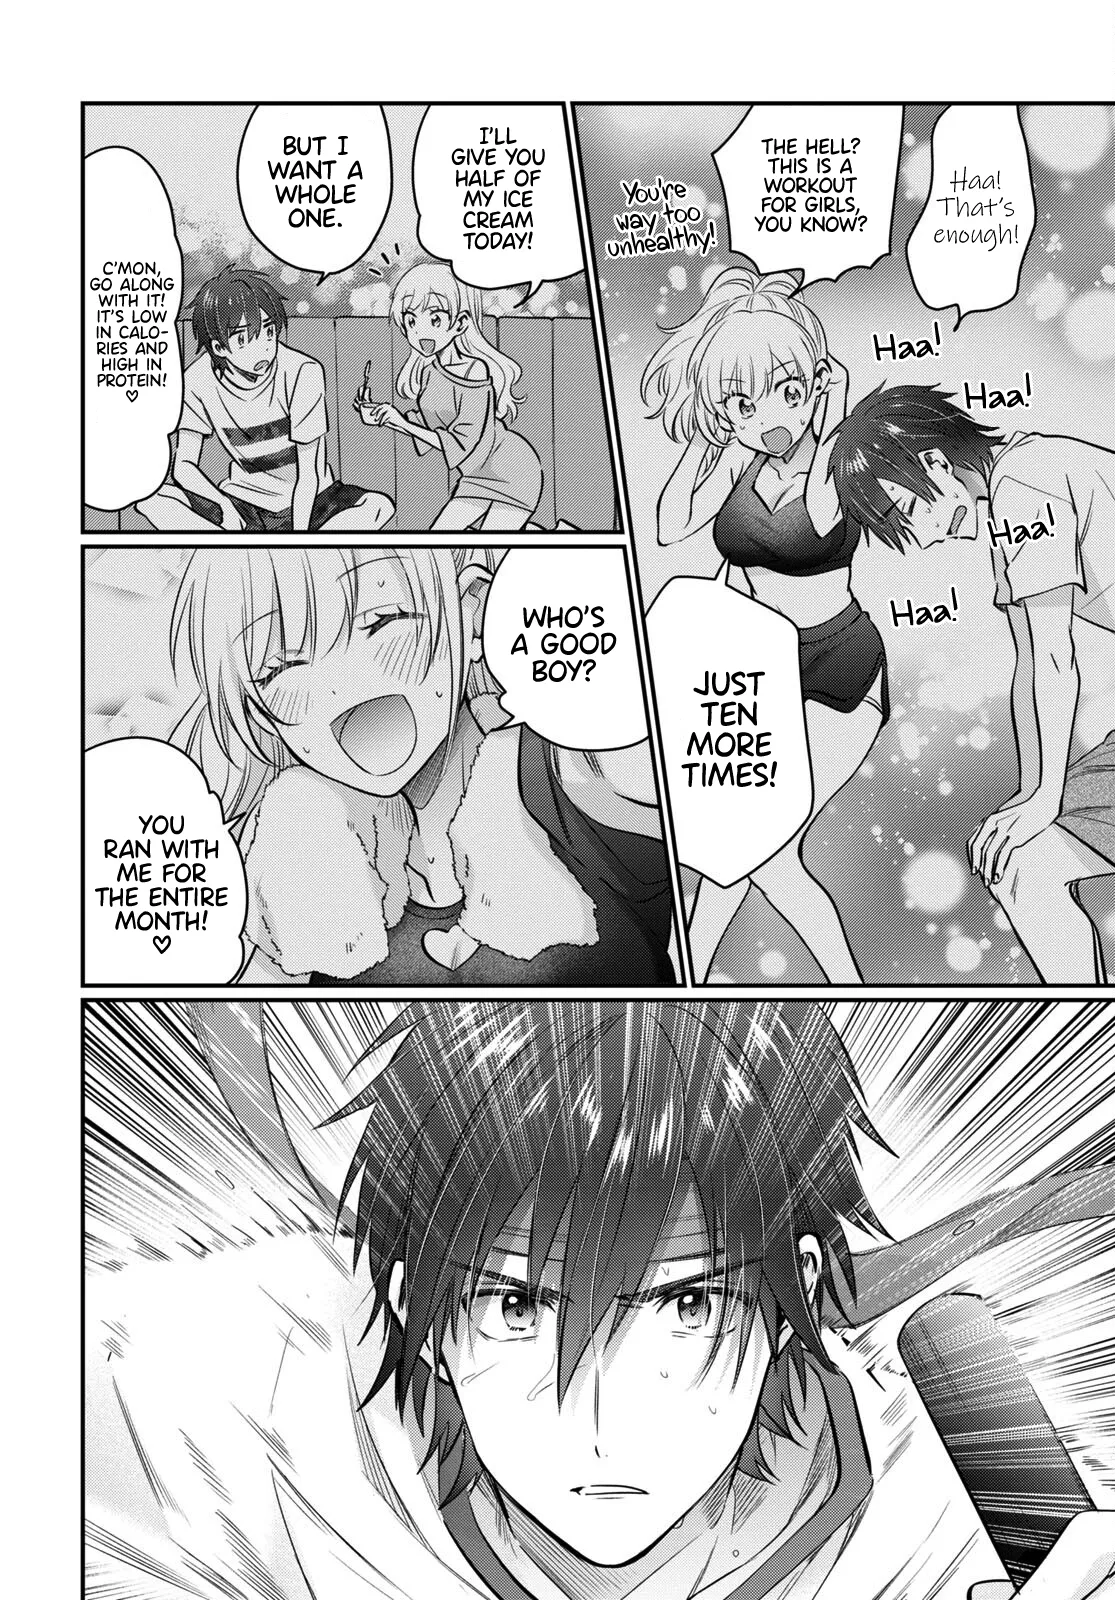 Haa!
That's
enough!
THE HELL?
THIS IS A
WORKOUT
FOR GIRLS,
YOU KNOW?
You're
way too
unhealthy!
Haa!
Haa!
Haa!
Haa!
JUST
TEN
MORE
TIMES!
I'LL
GIVE YOU
HALF OF
MY ICE
CREAM
TODAY!
BUT I
WANT A
WHOLE
ONE.
C'MON,
GO ALONG
WITH IT!
IT'S LOW
IN CALO-
RIES AND
HIGH IN
PROTEIN!
♡
WHO'S
A GOOD
BOY?
YOU
RAN WITH
ME FOR
THE ENTIRE
MONTH!
♡